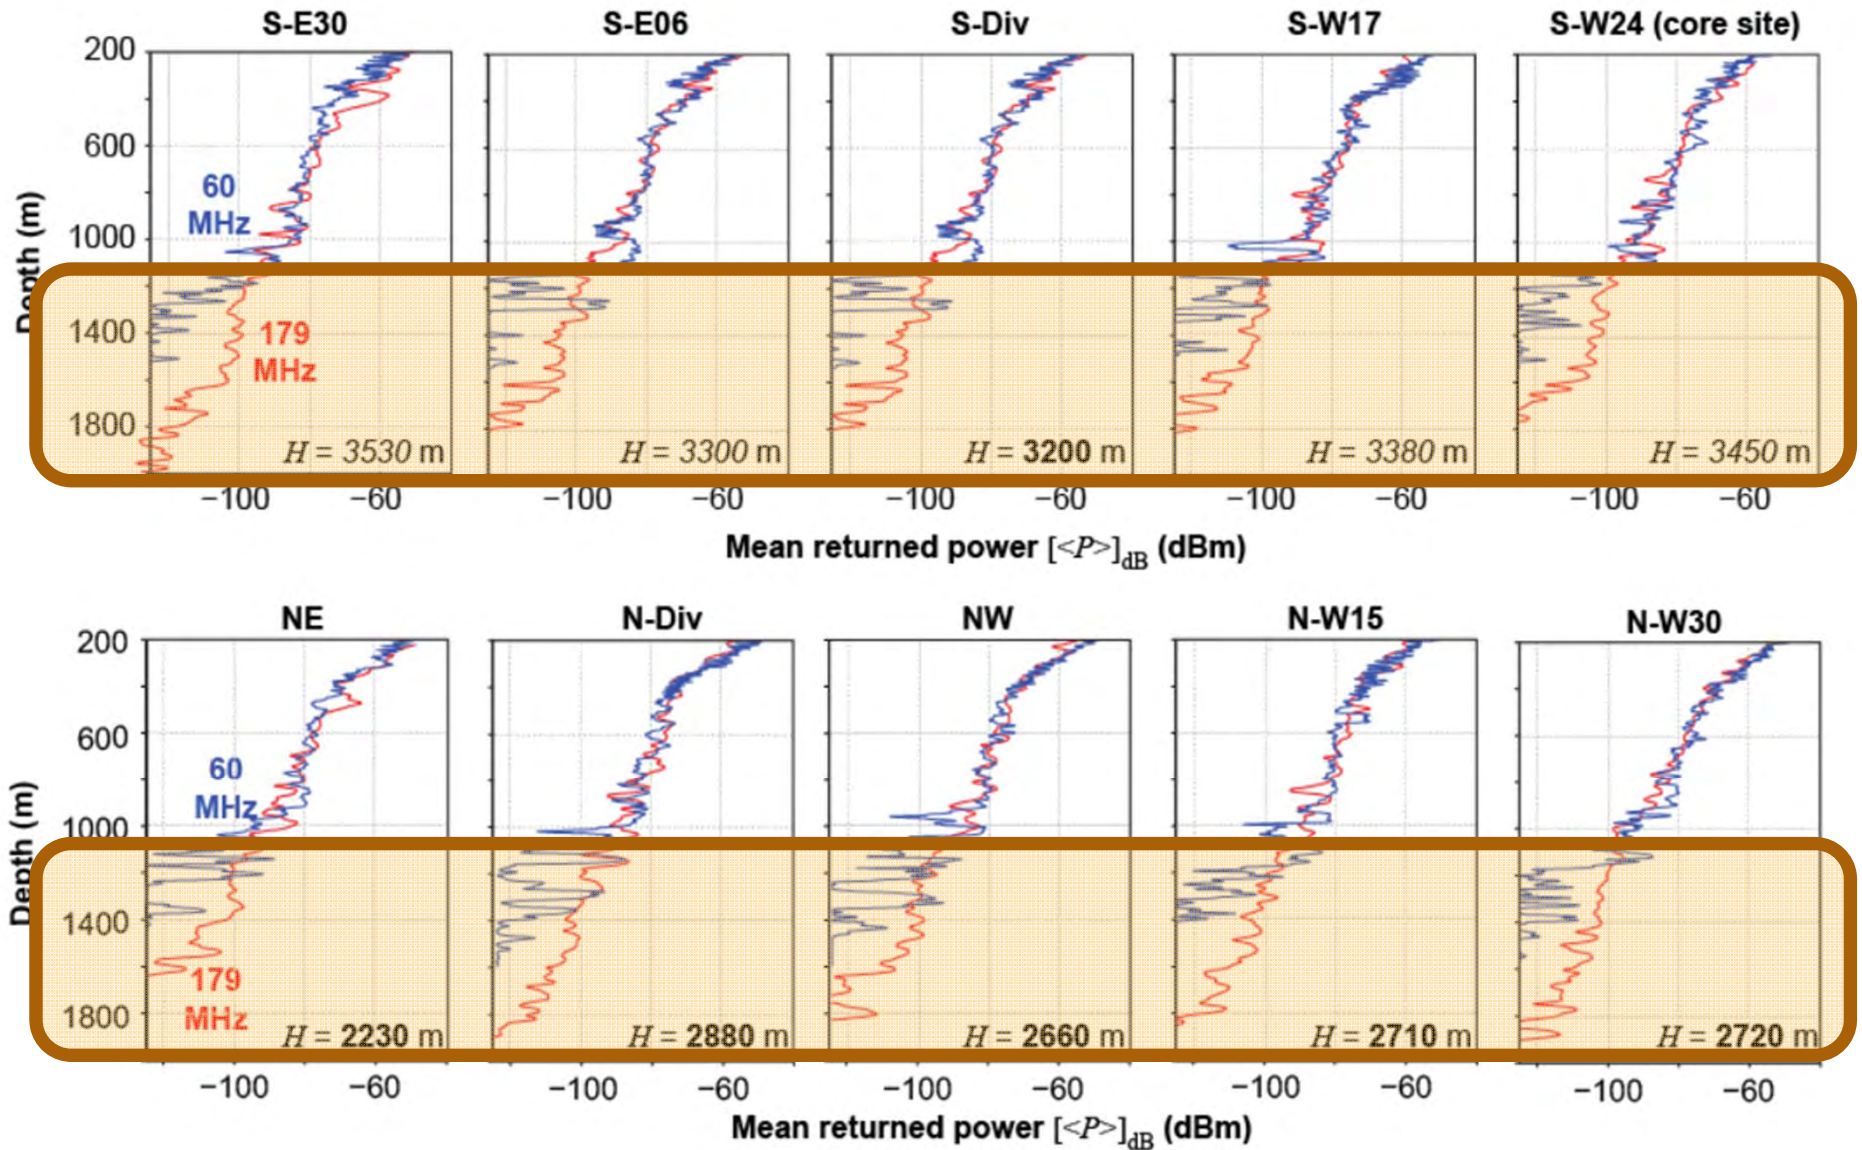 S-E30 S-E06 S-Div S-W17 S-W24 (core site)
200
600
1000
1400
1800
Depth (m)
60
MHz
179
MHz
H = 3530 m H = 3300 m H = 3200 m H = 3380 m H = 3450 m
−100 −60 −100 −60 −100 −60 −100 −60 −100 −60
Mean returned power [<P>]dB (dBm)
NE N-Div NW N-W15 N-W30
200
600
1000
1400
1800
Depth (m)
60
MHz
179
MHz
H = 2230 m H = 2880 m H = 2660 m H = 2710 m H = 2720 m
−100 −60 −100 −60 −100 −60 −100 −60 −100 −60
Mean returned power [<P>]dB (dBm)